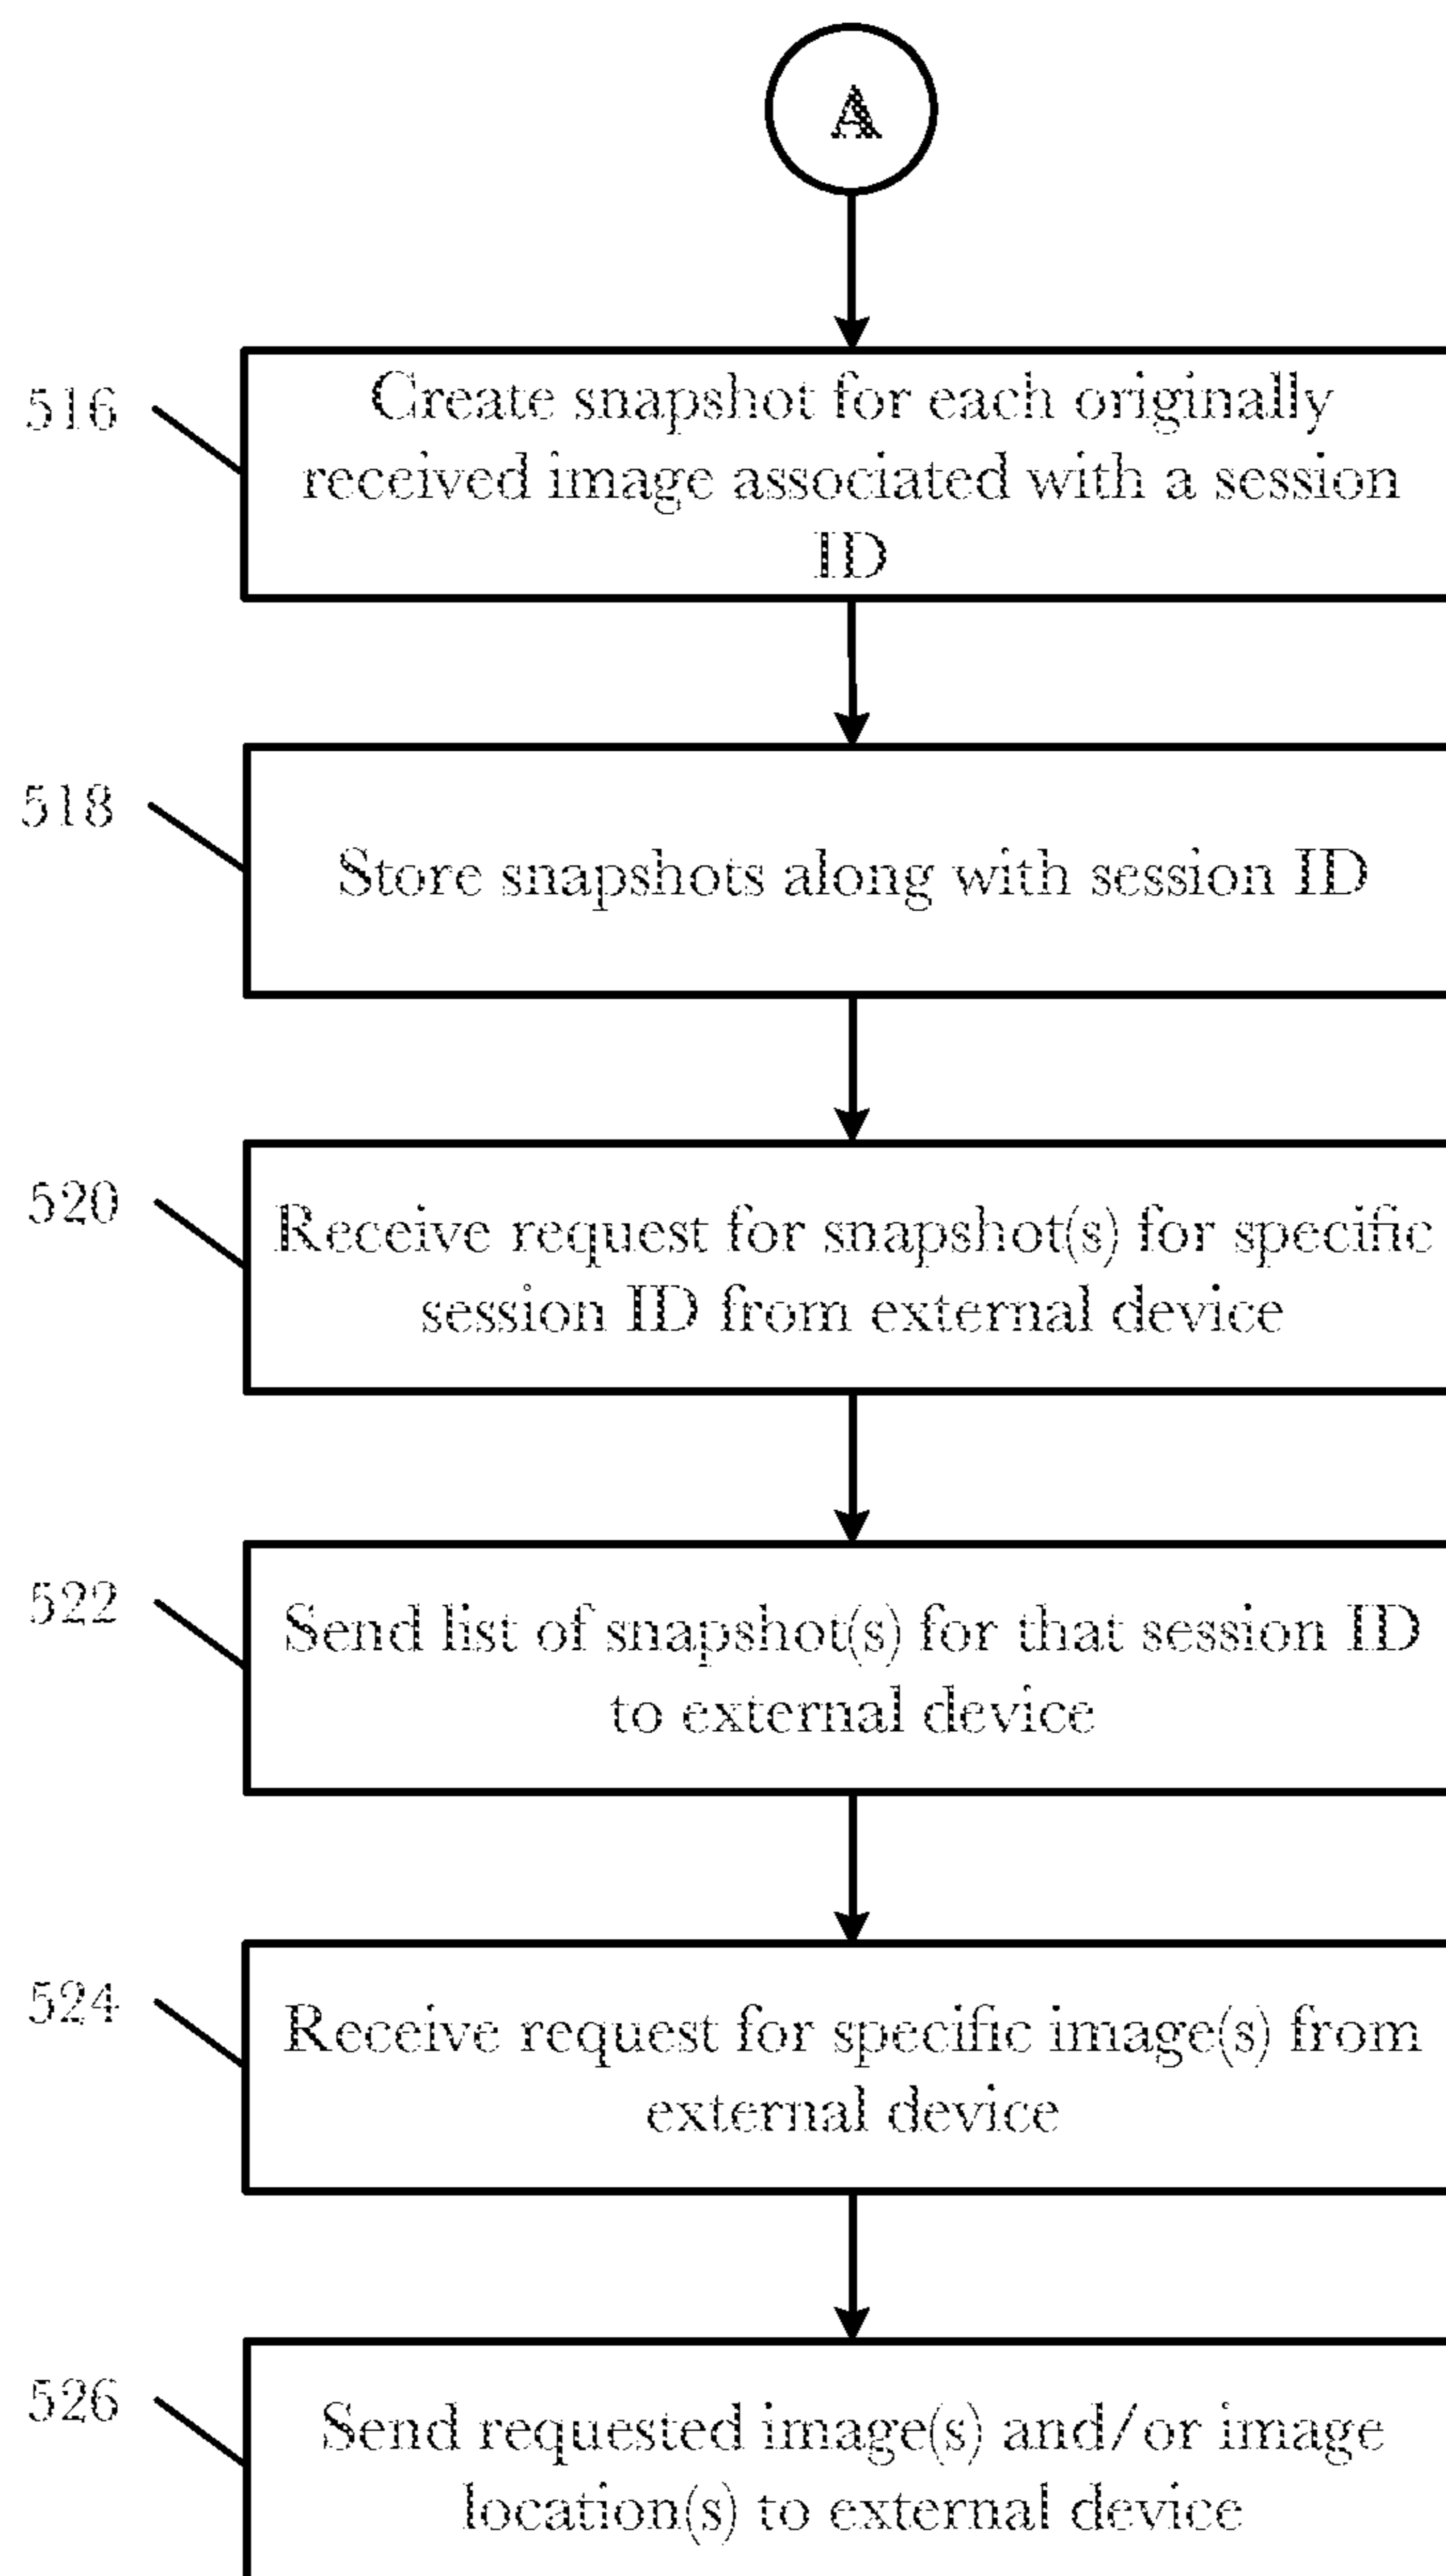 A
516
Create snapshot for each originally
received image associated with a session
ID
518
Store snapshots along with session ID
520
Receive request for snapshot(s) for specific
session ID from external device
522
Send list of snapshot(s) for that session ID
to external device
524
Receive request for specific image(s) from
external device
526
Send requested image(s) and/or image
location(s) to external device